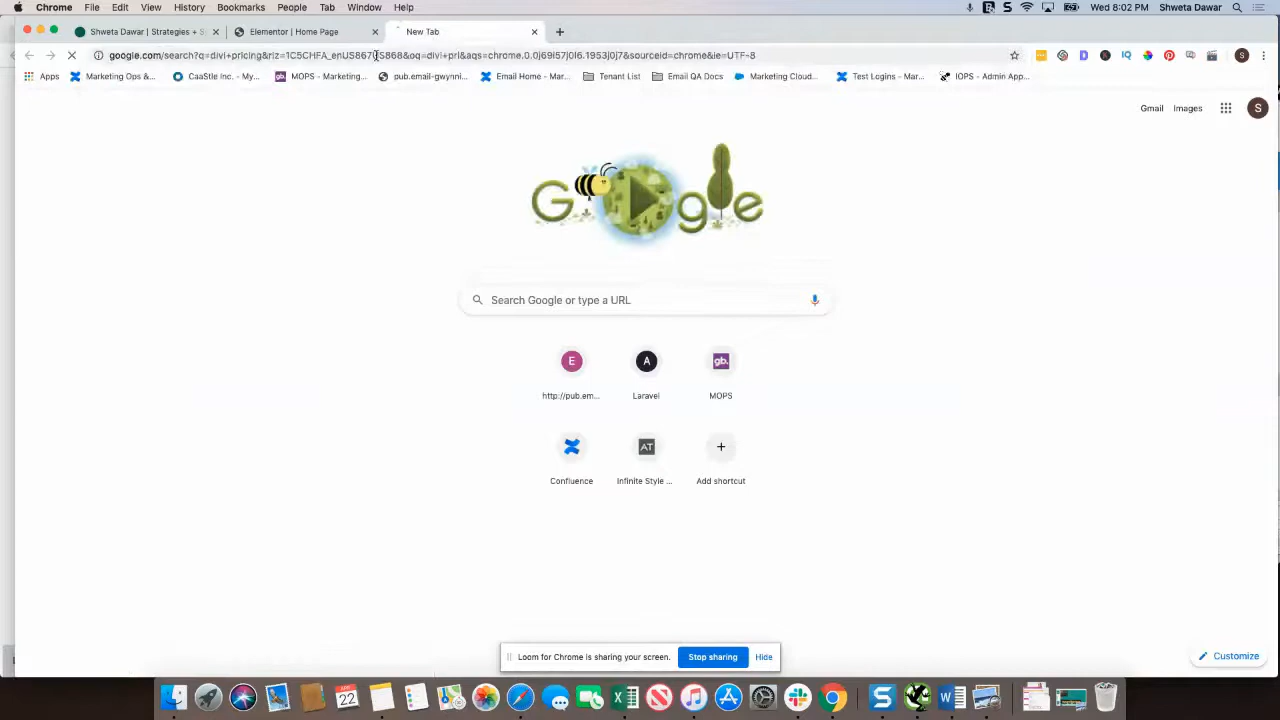 Chrome File Edit View History Bookmarks People Tab Window Help Wed 8:02 PM Shweta Dawar
Shweta Dawar | Strategies + S Elementor | Home Page New Tab
google.com/search?q=divi+pricing&rlz=1C5CHFA_enUS867US868&oq=divi+pri&aqs=chrome.0.0j69i57j0l6.1953j0j7&sourceid=chrome&ie=UTF-8
Apps Marketing Ops &... CaaStle Inc. - My... MOPS - Marketing... pub.email-gwynni... Email Home - Mar... Tenant List Email QA Docs Marketing Cloud... Test Logins - Mar... IOPS - Admin App...
Gmail Images S
Google
Search Google or type a URL
E A gb.
http://pub.em... Laravel MOPS
AT
Confluence Infinite Style ... Add shortcut
Loom for Chrome is sharing your screen. Stop sharing Hide
Customize
APR
22